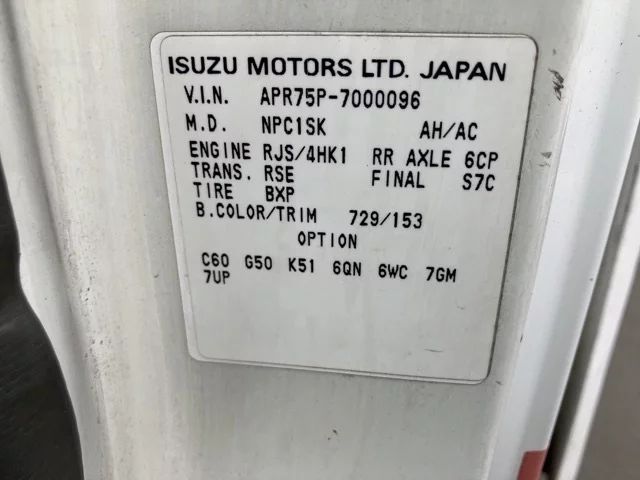 ISUZU MOTORS LTD. JAPAN
V.I.N. APR75P-7000096
M.D. NPC1SK AH/AC
ENGINE RJS/4HK1 RR AXLE 6CP
TRANS. RSE FINAL S7C
TIRE BXP
B.COLOR/TRIM 729/153
OPTION
C60 G50 K51 6QN 6WC 7GM
7UP